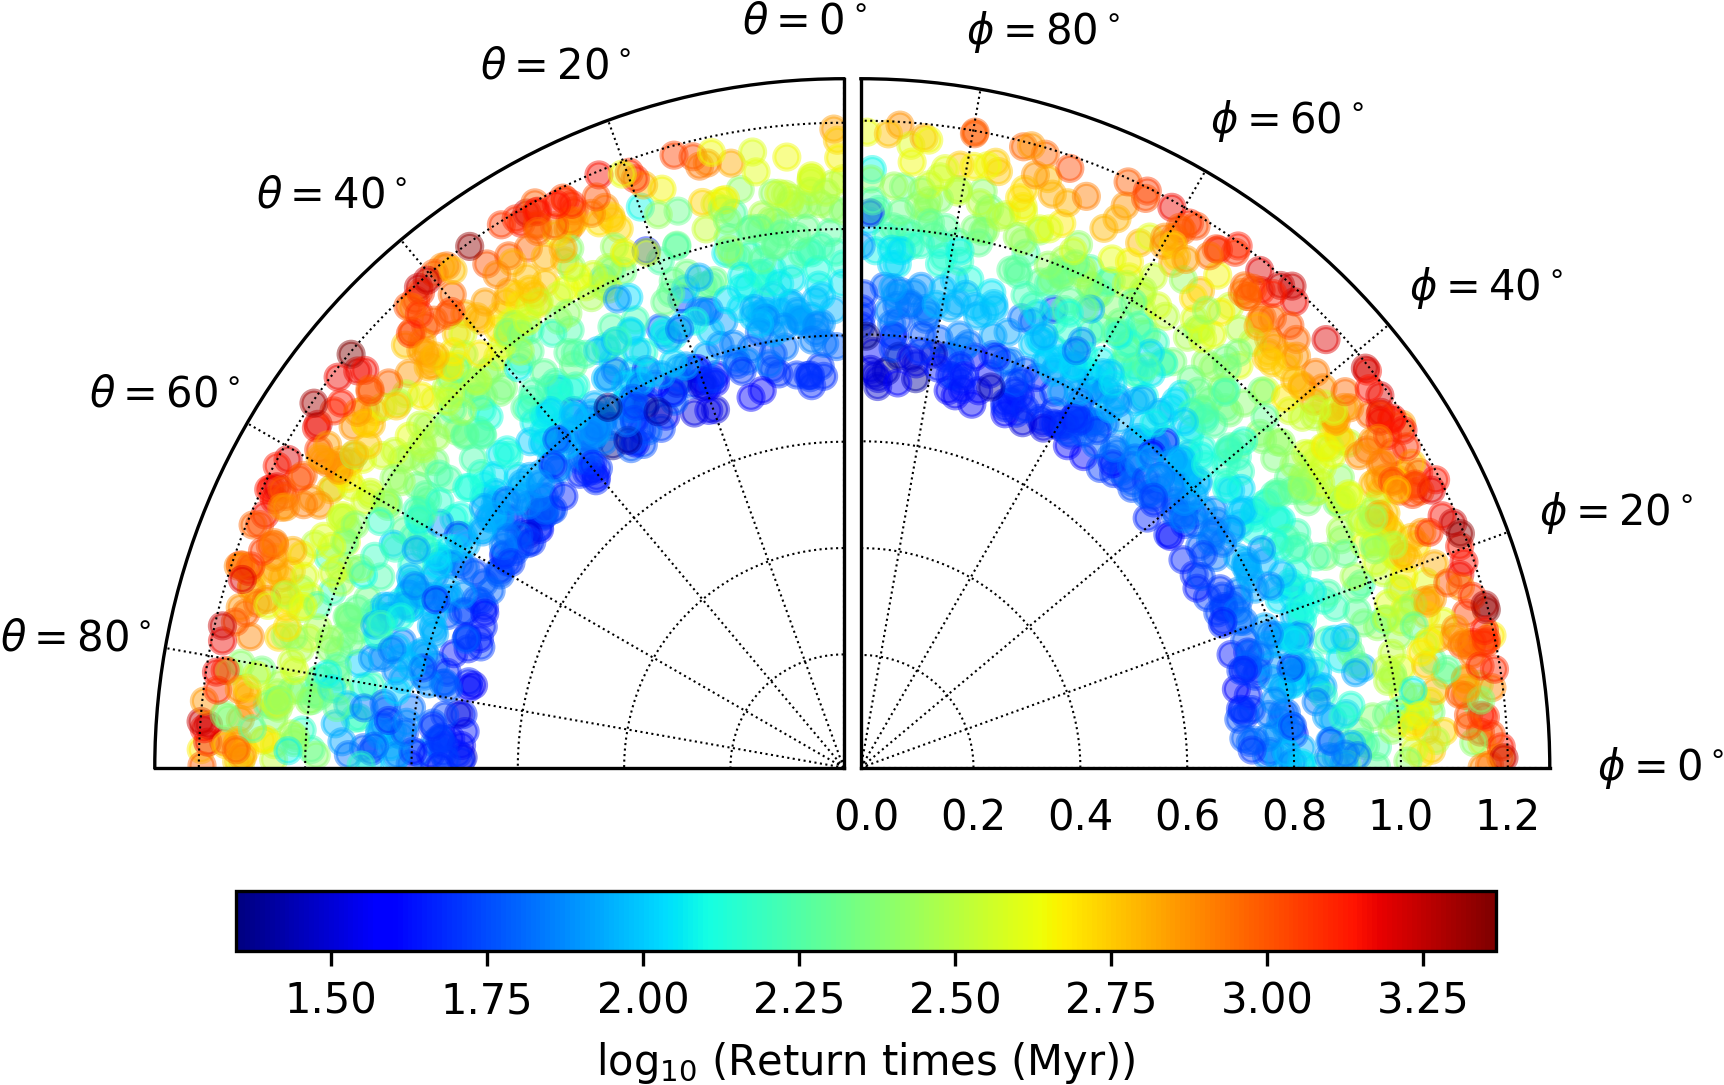 θ = 0° ϕ = 80°
θ = 20°
ϕ = 60°
θ = 40°
ϕ = 40°
θ = 60°
ϕ = 20°
θ = 80°
ϕ = 0°
0.0 0.2 0.4 0.6 0.8 1.0 1.2
1.50 1.75 2.00 2.25 2.50 2.75 3.00 3.25
log₁₀ (Return times (Myr))